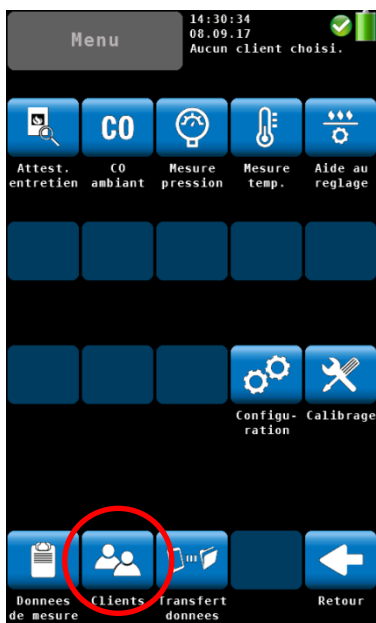 Menu
14:30:34
08.09.17
Aucun client choisi.
CO
Attest.
entretien
CO
ambiant
Mesure
pression
Mesure
temp.
Aide au
reglage
Configu-
ration
Calibrage
Donnees
de mesure
Clients
Transfert
donnees
Retour